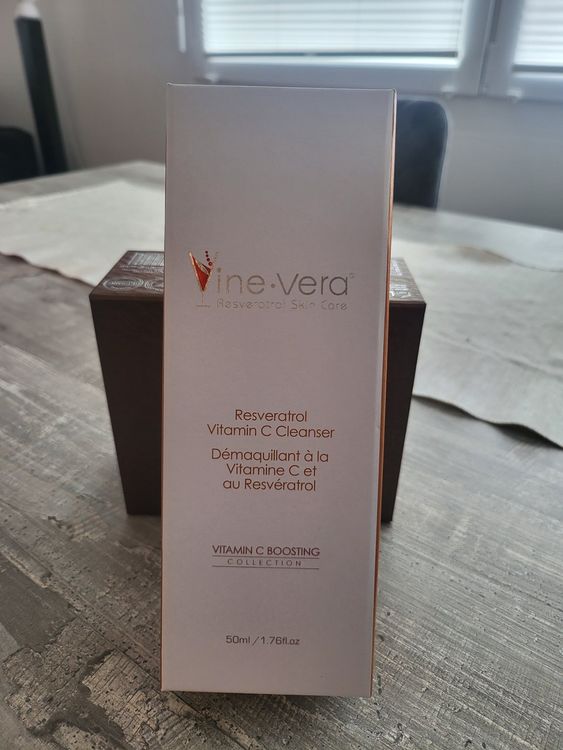 Vine·vera®
Resveratrol Skin Care
Resveratrol
Vitamin C Cleanser
Démaquillant à la
Vitamine C et
au Resvératrol
VITAMIN C BOOSTING
COLLECTION
50ml / 1.76fl.oz